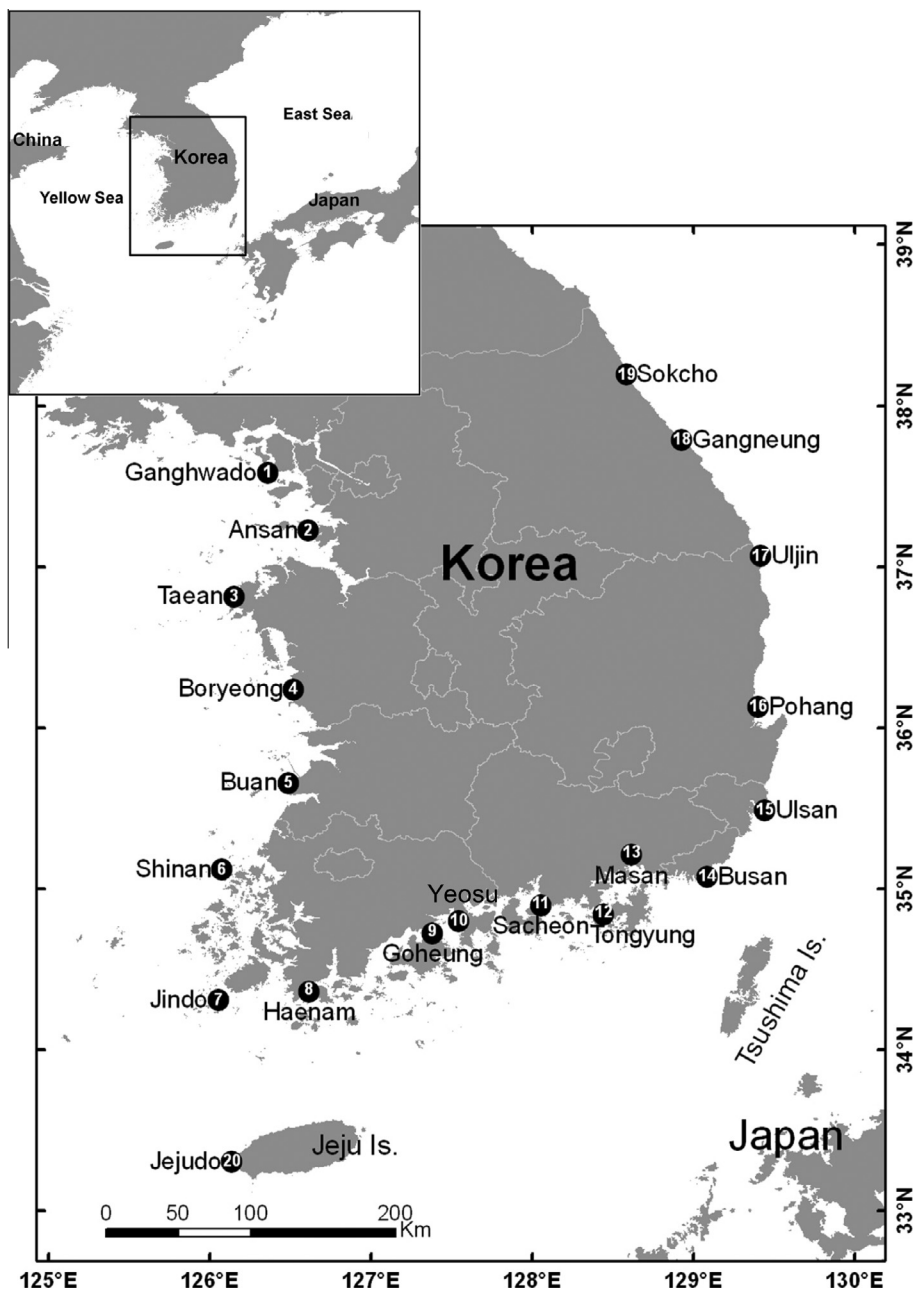 East Sea
China
Korea
Yellow Sea
Japan
39°N
19 Sokcho
38°N
18 Gangneung
Ganghwado 1
Ansan 2
Korea
17 Uljin
37°N
Taean 3
Boryeong 4
16 Pohang
36°N
Buan 5
15 Ulsan
13
Masan
Shinan 6
14 Busan
35°N
Yeosu
10
11
Sacheon
12
Tongyung
9
Goheung
Tsushima Is.
Jindo 7
8
Haenam
34°N
Japan
Jeju Is.
Jejudo 20
0 50 100 200
Km
33°N
125°E 126°E 127°E 128°E 129°E 130°E